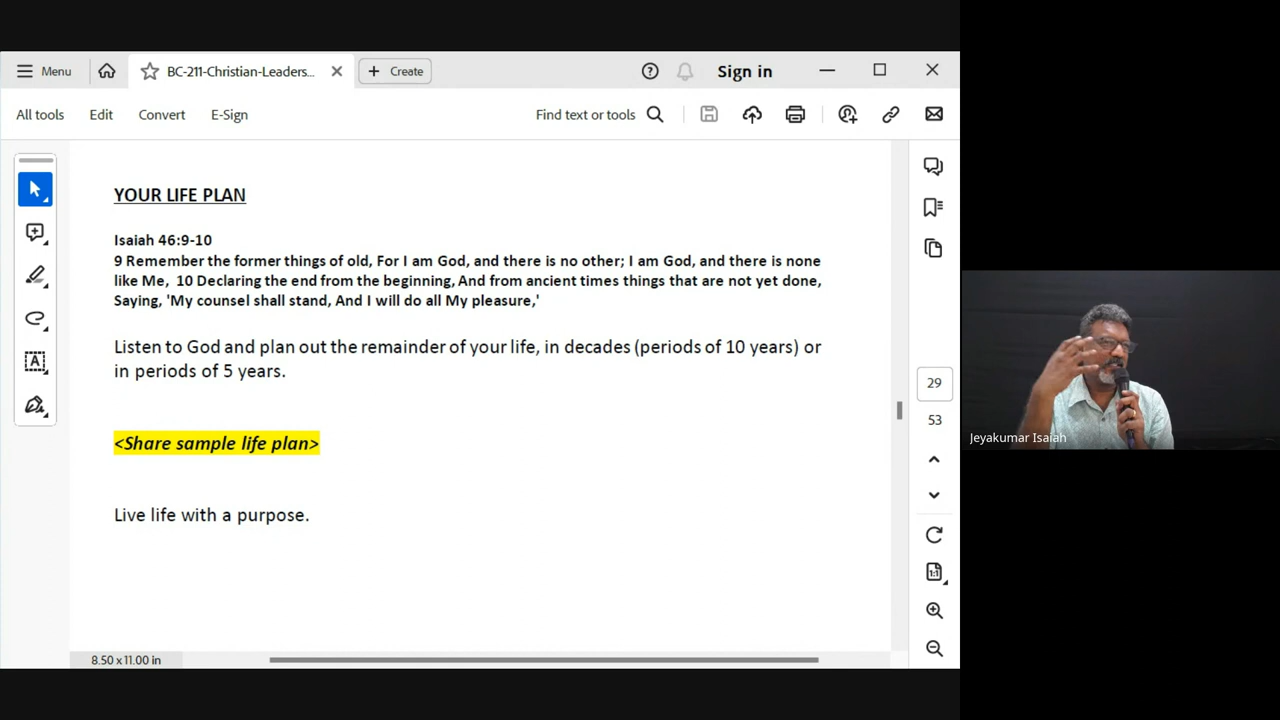 Menu
BC-211-Christian-Leaders...
Create
Sign in
All tools
Edit
Convert
E-Sign
Find text or tools
YOUR LIFE PLAN
Isaiah 46:9-10
9 Remember the former things of old, For I am God, and there is no other; I am God, and there is none
like Me, 10 Declaring the end from the beginning, And from ancient times things that are not yet done,
Saying, 'My counsel shall stand, And I will do all My pleasure,'
Listen to God and plan out the remainder of your life, in decades (periods of 10 years) or
in periods of 5 years.
<Share sample life plan>
Live life with a purpose.
29
53
1:1
8.50 x 11.00 in
Jeyakumar Isaiah